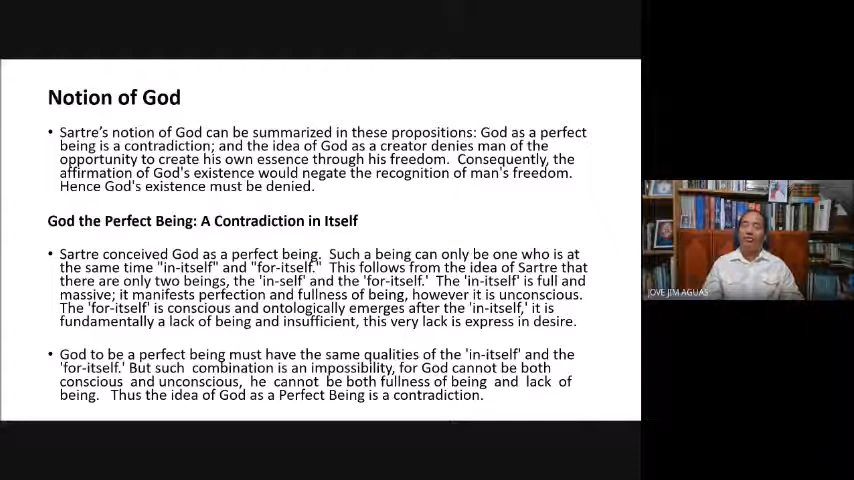 Notion of God
• Sartre's notion of God can be summarized in these propositions: God as a perfect
being is a contradiction; and the idea of God as a creator denies man of the
opportunity to create his own essence through his freedom. Consequently, the
affirmation of God's existence would negate the recognition of man's freedom.
Hence God's existence must be denied.
God the Perfect Being: A Contradiction in Itself
• Sartre conceived God as a perfect being. Such a being can only be one who is at
the same time "in-itself" and "for-itself." This follows from the idea of Sartre that
there are only two beings, the 'in-self' and the 'for-itself.' The 'in-itself' is full and
massive; it manifests perfection and fullness of being, however it is unconscious.
The 'for-itself' is conscious and ontologically emerges after the 'in-itself,' it is
fundamentally a lack of being and insufficient, this very lack is express in desire.
• God to be a perfect being must have the same qualities of the 'in-itself' and the
'for-itself.' But such combination is an impossibility, for God cannot be both
conscious and unconscious, he cannot be both fullness of being and lack of
being. Thus the idea of God as a Perfect Being is a contradiction.
JOVE JIM AGUAS